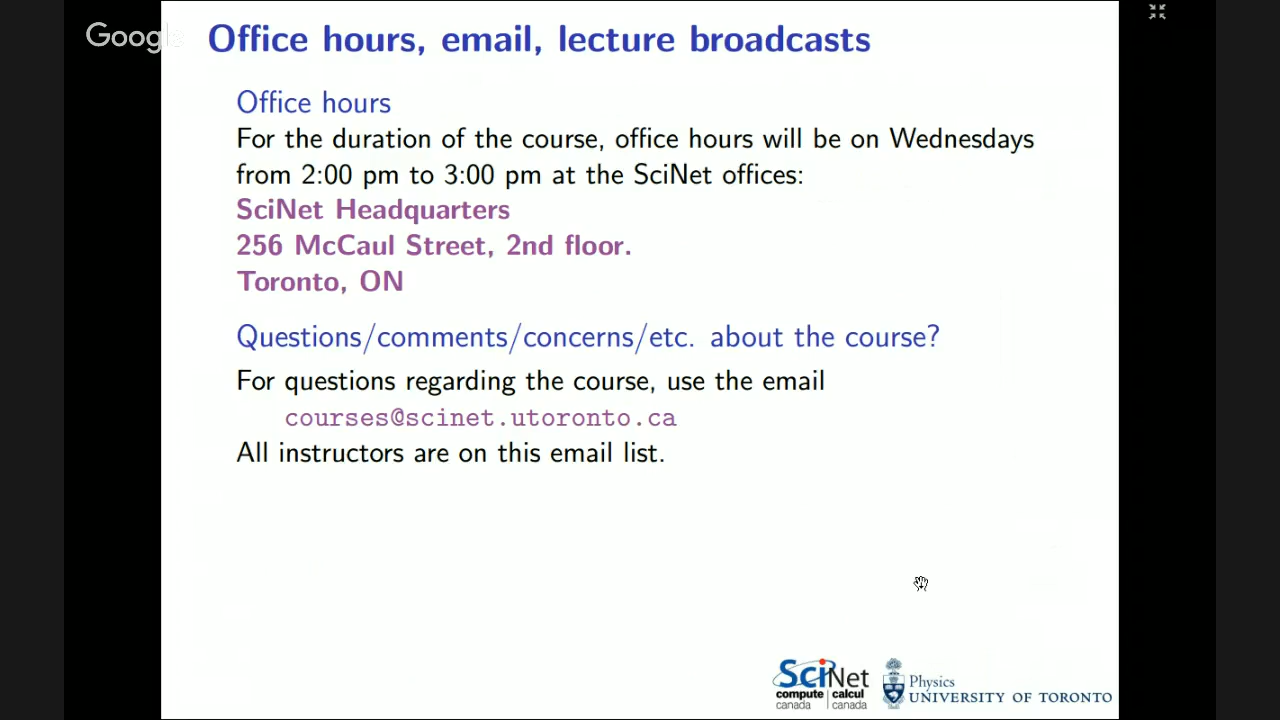 Google
Office hours, email, lecture broadcasts
Office hours
For the duration of the course, office hours will be on Wednesdays
from 2:00 pm to 3:00 pm at the SciNet offices:
SciNet Headquarters
256 McCaul Street, 2nd floor.
Toronto, ON
Questions/comments/concerns/etc. about the course?
For questions regarding the course, use the email
courses@scinet.utoronto.ca
All instructors are on this email list.
SciNet
compute | calcul
canada | canada
Physics
UNIVERSITY OF TORONTO